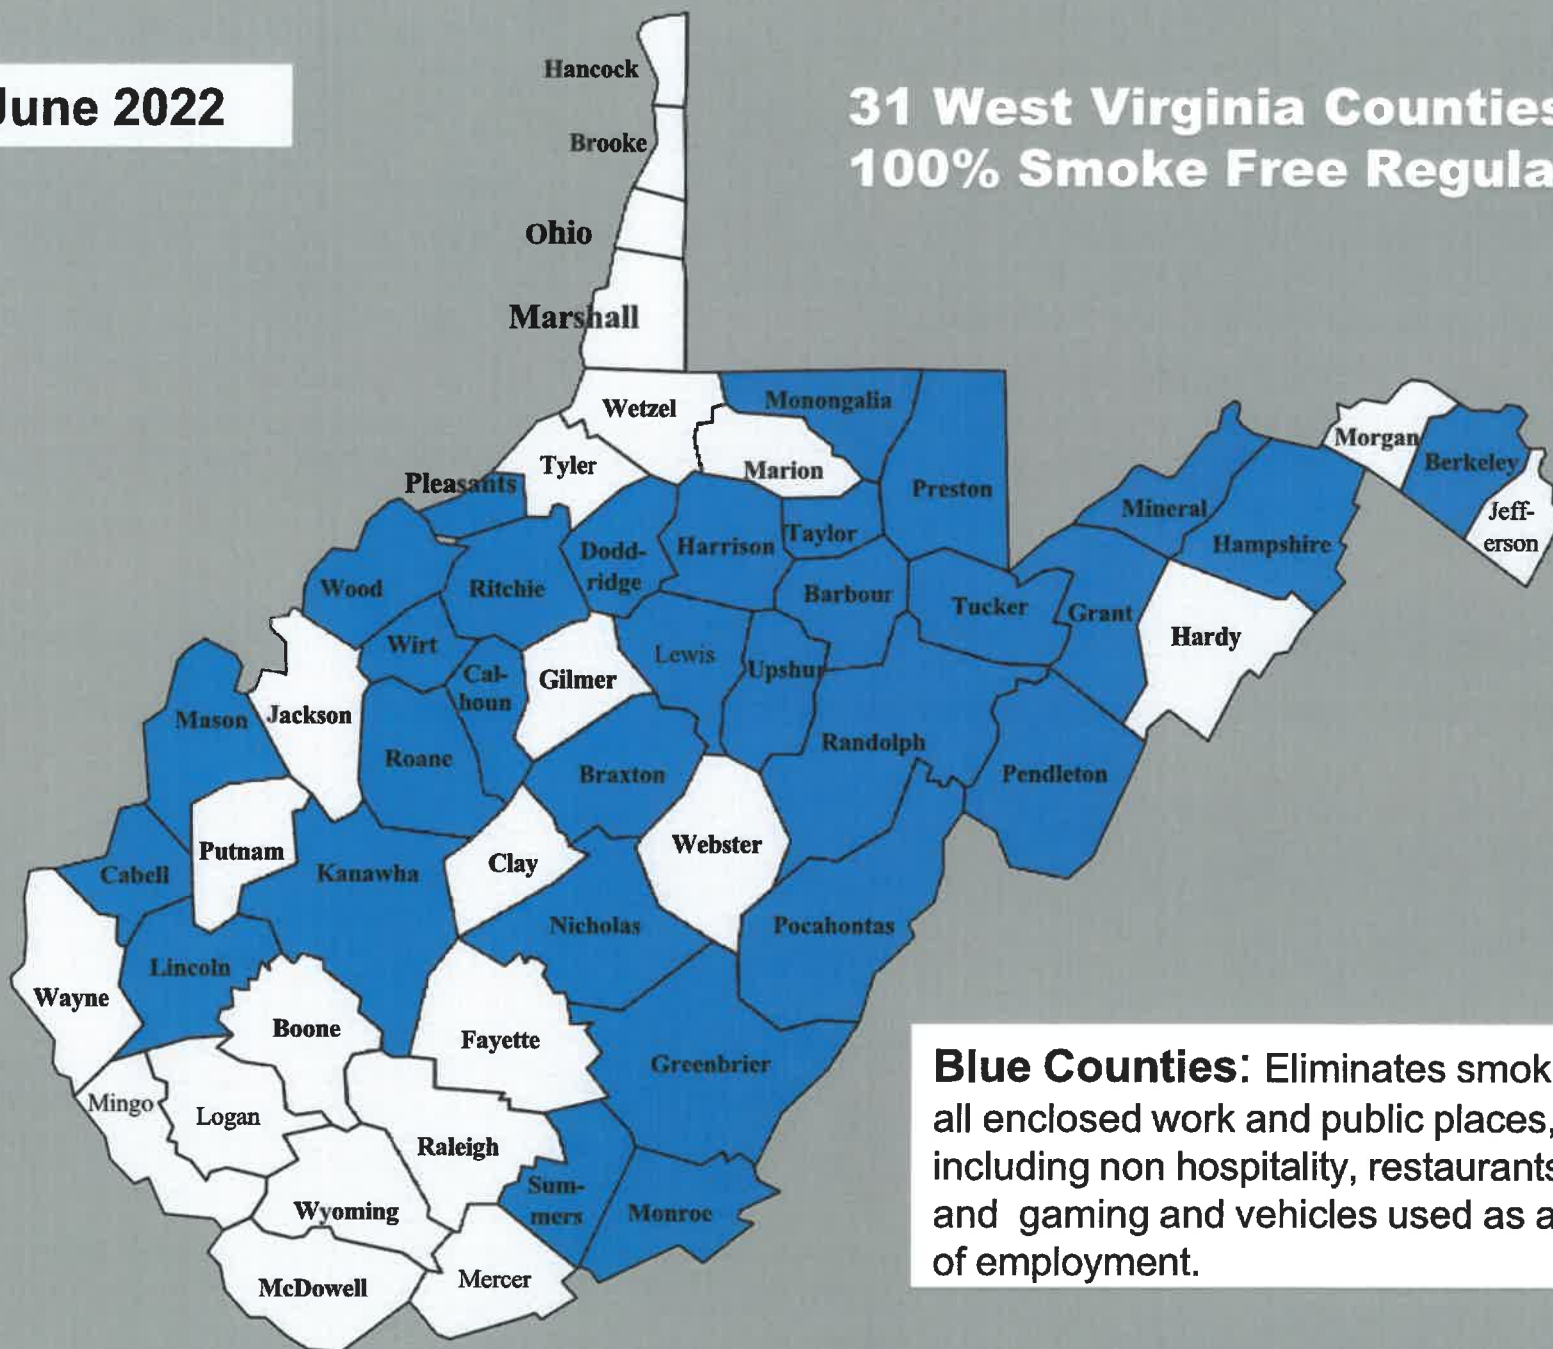 June 2022
31 West Virginia Counties
100% Smoke Free Regula
Hancock
Brooke
Ohio
Marshall
Wetzel
Monongalia
Tyler
Marion
Pleasants
Preston
Morgan
Berkeley
Jeff-
erson
Mineral
Hampshire
Dodd-
ridge
Harrison
Taylor
Wood
Ritchie
Barbour
Tucker
Grant
Hardy
Wirt
Cal-
houn
Gilmer
Lewis
Upshur
Mason
Jackson
Roane
Braxton
Randolph
Pendleton
Putnam
Cabell
Kanawha
Clay
Webster
Nicholas
Pocahontas
Lincoln
Wayne
Boone
Fayette
Greenbrier
Mingo
Logan
Raleigh
Sum-
mers
Monroe
Wyoming
McDowell
Mercer
Blue Counties: Eliminates smok
all enclosed work and public places,
including non hospitality, restaurants
and gaming and vehicles used as a
of employment.